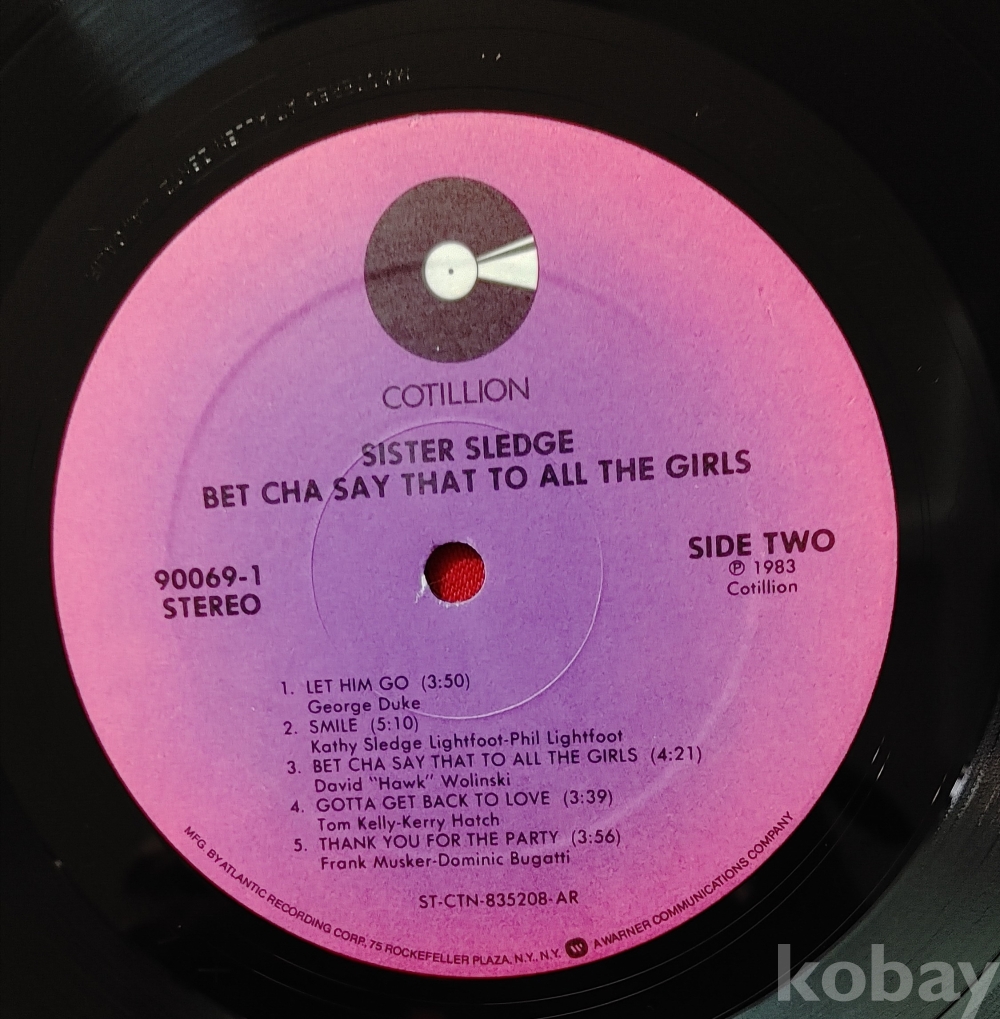 COTILLION
SISTER SLEDGE
BET CHA SAY THAT TO ALL THE GIRLS
SIDE TWO
℗ 1983
Cotillion
90069-1
STEREO
1. LET HIM GO (3:50)
George Duke
2. SMILE (5:10)
Kathy Sledge Lightfoot-Phil Lightfoot
3. BET CHA SAY THAT TO ALL THE GIRLS (4:21)
David "Hawk" Wolinski
4. GOTTA GET BACK TO LOVE (3:39)
Tom Kelly-Kerry Hatch
5. THANK YOU FOR THE PARTY (3:56)
Frank Musker-Dominic Bugatti
ST-CTN-835208-AR
MFG. BY ATLANTIC RECORDING CORP., 75 ROCKEFELLER PLAZA, N.Y., N.Y. A WARNER COMMUNICATIONS COMPANY
kobay